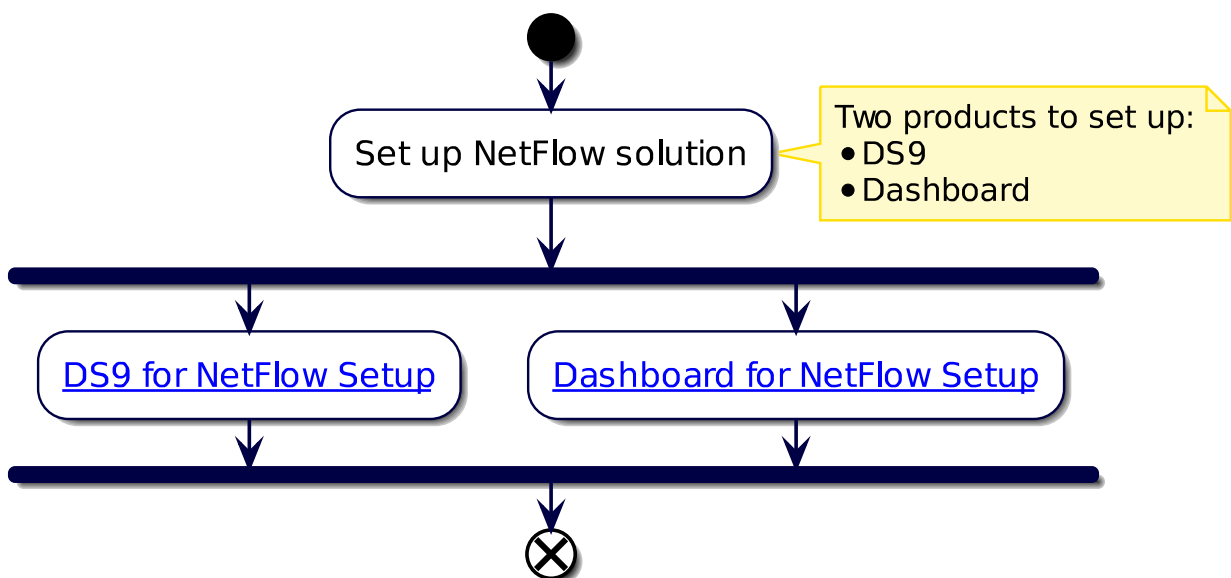 Two products to set up:
Set up NetFlow solution
•DS9
•Dashboard
DS9 for NetFlow Setup
Dashboard for NetFlow Setup